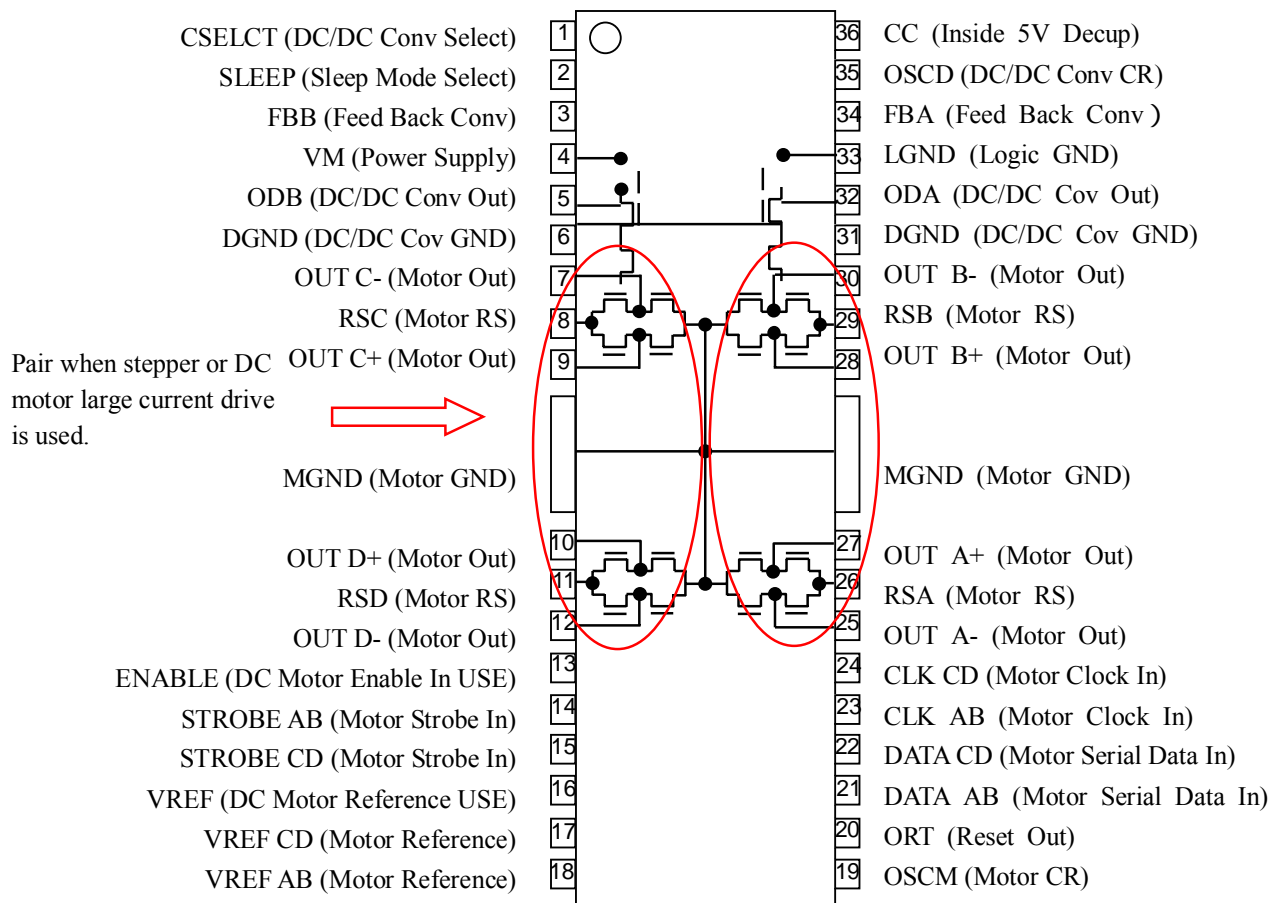 CSELCT (DC/DC Conv Select) 1
SLEEP (Sleep Mode Select) 2
FBB (Feed Back Conv) 3
VM (Power Supply) 4
ODB (DC/DC Conv Out) 5
DGND (DC/DC Cov GND) 6
OUT C- (Motor Out) 7
RSC (Motor RS) 8
OUT C+ (Motor Out) 9
Pair when stepper or DC
motor large current drive
is used.
MGND (Motor GND)
OUT D+ (Motor Out) 10
RSD (Motor RS) 11
OUT D- (Motor Out) 12
ENABLE (DC Motor Enable In USE) 13
STROBE AB (Motor Strobe In) 14
STROBE CD (Motor Strobe In) 15
VREF (DC Motor Reference USE) 16
VREF CD (Motor Reference) 17
VREF AB (Motor Reference) 18
36 CC (Inside 5V Decup)
35 OSCD (DC/DC Conv CR)
34 FBA (Feed Back Conv）
33 LGND (Logic GND)
32 ODA (DC/DC Cov Out)
31 DGND (DC/DC Cov GND)
30 OUT B- (Motor Out)
29 RSB (Motor RS)
28 OUT B+ (Motor Out)
MGND (Motor GND)
27 OUT A+ (Motor Out)
26 RSA (Motor RS)
25 OUT A- (Motor Out)
24 CLK CD (Motor Clock In)
23 CLK AB (Motor Clock In)
22 DATA CD (Motor Serial Data In)
21 DATA AB (Motor Serial Data In)
20 ORT (Reset Out)
19 OSCM (Motor CR)